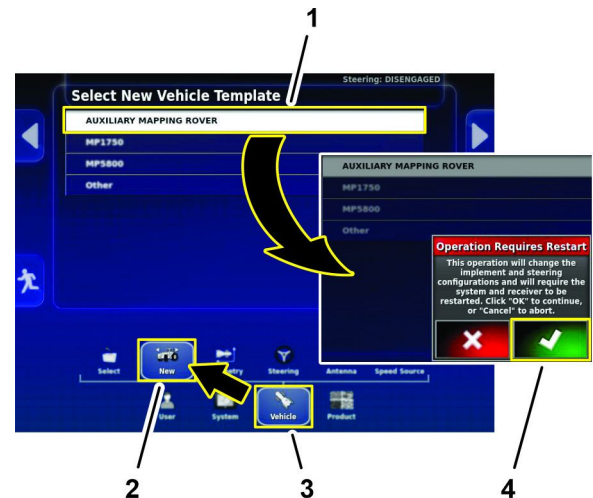 1
Steering: DISENGAGED
Select New Vehicle Template
AUXILIARY MAPPING ROVER
MP1750
MP5800
Other
AUXILIARY MAPPING ROVER
MP1750
MP5800
Other
Operation Requires Restart
This operation will change the
implement and steering
configurations and will require the
system and receiver to be
restarted. Click "OK" to continue,
or "Cancel" to abort.
Select
New
Steering
Antenna
Speed Source
User
System
Vehicle
Product
2
3
4